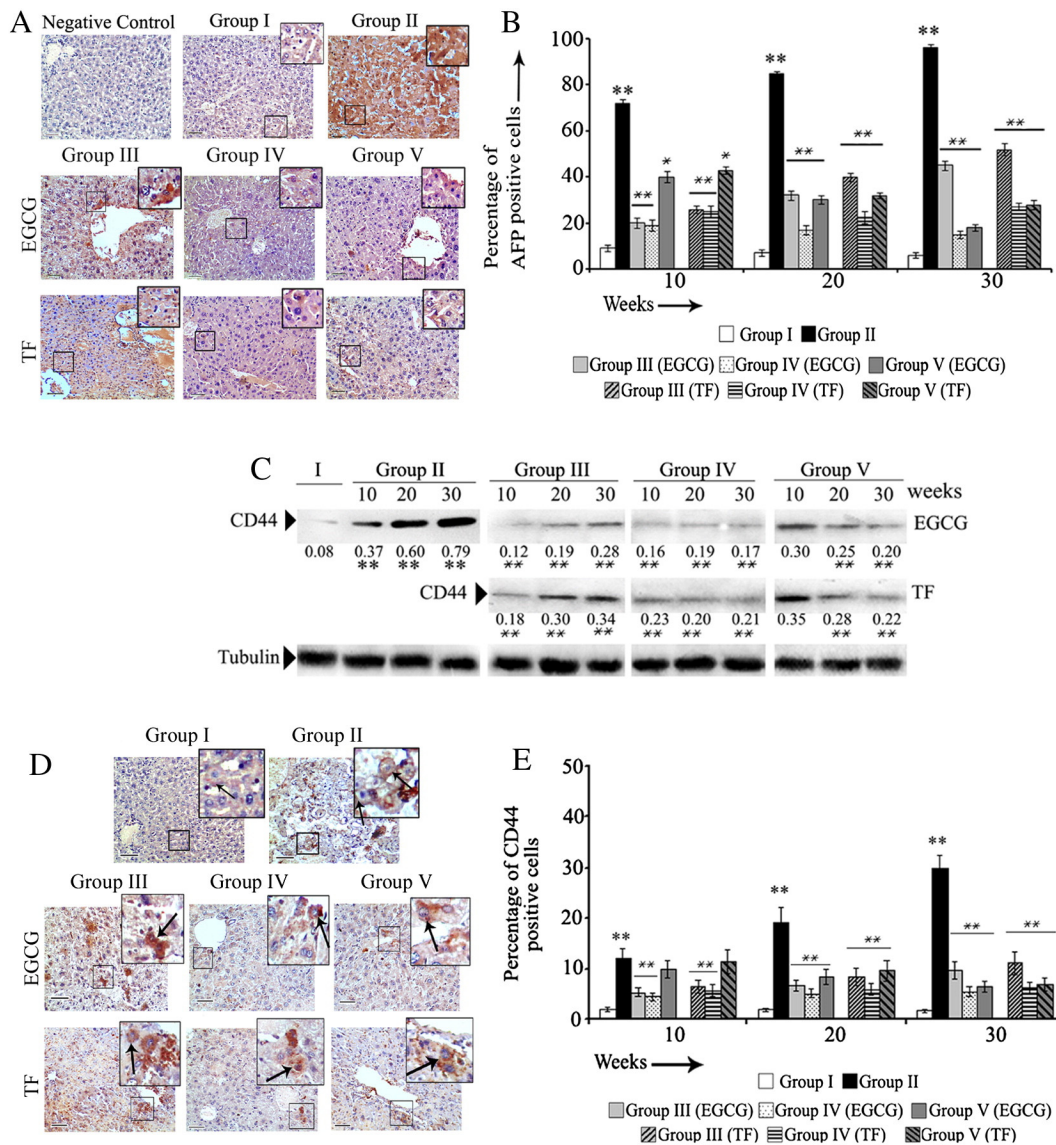 A
Negative Control Group I Group II
Group III Group IV Group V
EGCG
TF
B
Percentage of
AFP positive cells
100
80
60
40
20
0
** ** **
** * ** * ** ** ** **
10 20 30
Weeks
Group I Group II
Group III (EGCG) Group IV (EGCG) Group V (EGCG)
Group III (TF) Group IV (TF) Group V (TF)
C
I Group II Group III Group IV Group V
10 20 30 10 20 30 10 20 30 10 20 30 weeks
CD44 EGCG
0.08 0.37 0.60 0.79 0.12 0.19 0.28 0.16 0.19 0.17 0.30 0.25 0.20
** ** ** ** ** ** ** ** ** ** **
CD44 TF
0.18 0.30 0.34 0.23 0.20 0.21 0.35 0.28 0.22
** ** ** ** ** ** ** **
Tubulin
D
Group I Group II
Group III Group IV Group V
EGCG
TF
E
Percentage of CD44
positive cells
50
40
30
20
10
0
** ** **
** ** ** ** ** **
10 20 30
Weeks
Group I Group II
Group III (EGCG) Group IV (EGCG) Group V (EGCG)
Group III (TF) Group IV (TF) Group V (TF)